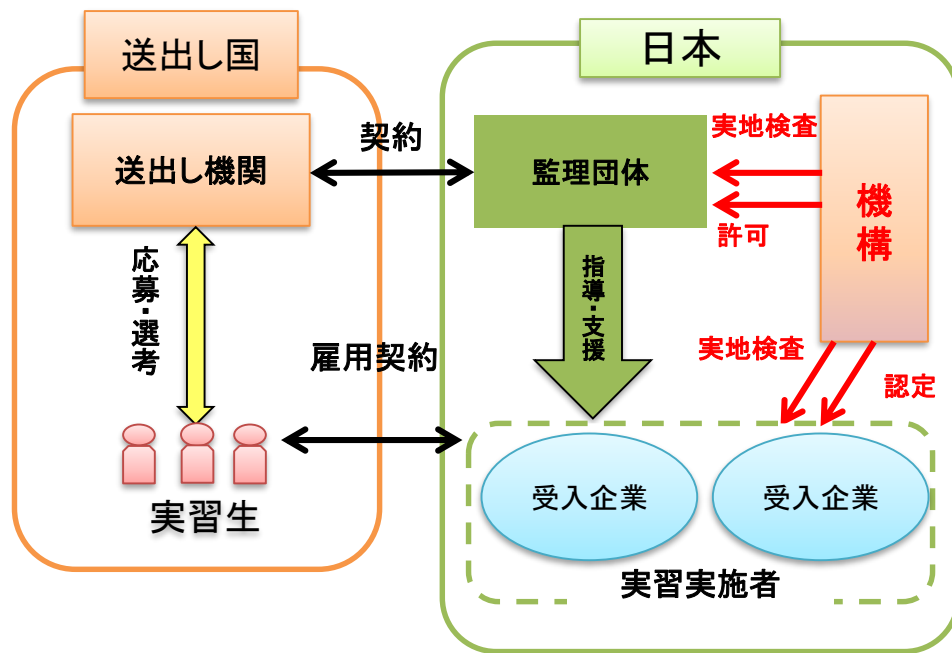 送出し国
日本
送出し機関
契約
監理団体
実地検査
許可
機構
応募・選考
指導・支援
雇用契約
実地検査
認定
実習生
受入企業
受入企業
実習実施者